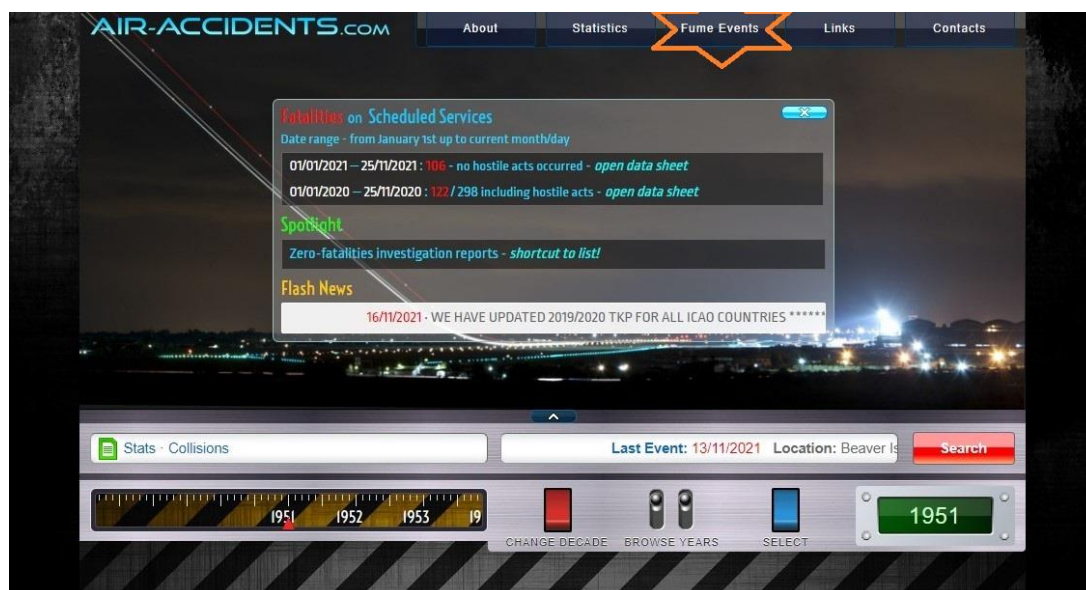 AIR-ACCIDENTS.COM
About
Statistics
Fume Events
Links
Contacts
Fatalities on Scheduled Services
Date range - from January 1st up to current month/day
01/01/2021 – 25/11/2021 : 106 - no hostile acts occurred - open data sheet
01/01/2020 – 25/11/2020 : 122 / 298 including hostile acts - open data sheet
Spotlight
Zero-fatalities investigation reports - shortcut to list!
Flash News
16/11/2021 - WE HAVE UPDATED 2019/2020 TKP FOR ALL ICAO COUNTRIES ******
Stats · Collisions
Last Event: 13/11/2021 Location: Beaver Is
Search
1951 1952 1953 19
CHANGE DECADE
BROWSE YEARS
SELECT
1951